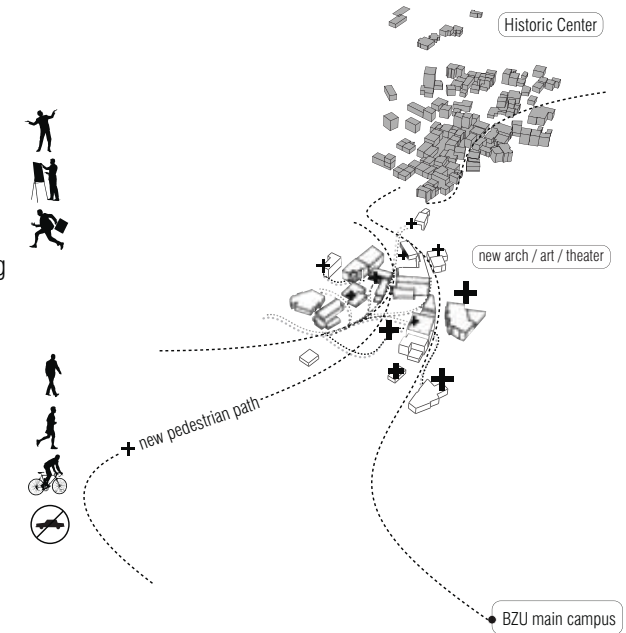 Historic Center
new arch / art / theater
g
new pedestrian path
BZU main campus